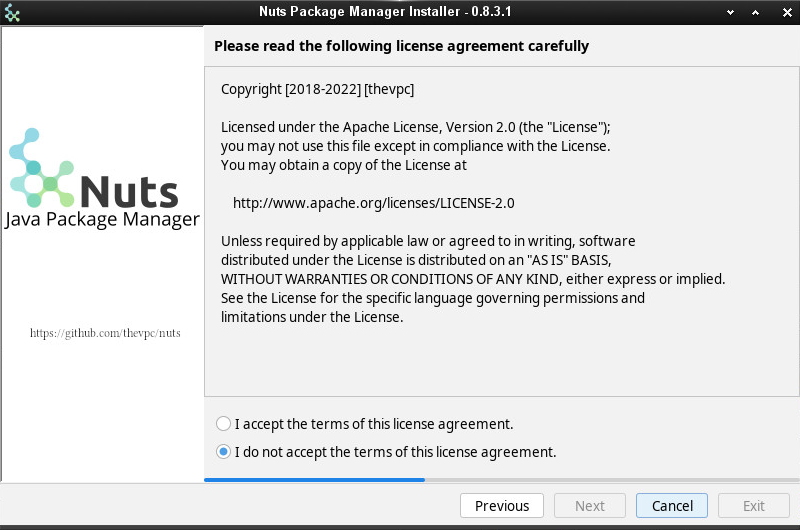 Nuts Package Manager Installer - 0.8.3.1
Please read the following license agreement carefully
Copyright [2018-2022] [thevpc]
Licensed under the Apache License, Version 2.0 (the "License");
you may not use this file except in compliance with the License.
You may obtain a copy of the License at
http://www.apache.org/licenses/LICENSE-2.0
Unless required by applicable law or agreed to in writing, software
distributed under the License is distributed on an "AS IS" BASIS,
WITHOUT WARRANTIES OR CONDITIONS OF ANY KIND, either express or implied.
See the License for the specific language governing permissions and
limitations under the License.
Nuts
Java Package Manager
https://github.com/thevpc/nuts
I accept the terms of this license agreement.
I do not accept the terms of this license agreement.
Previous
Next
Cancel
Exit